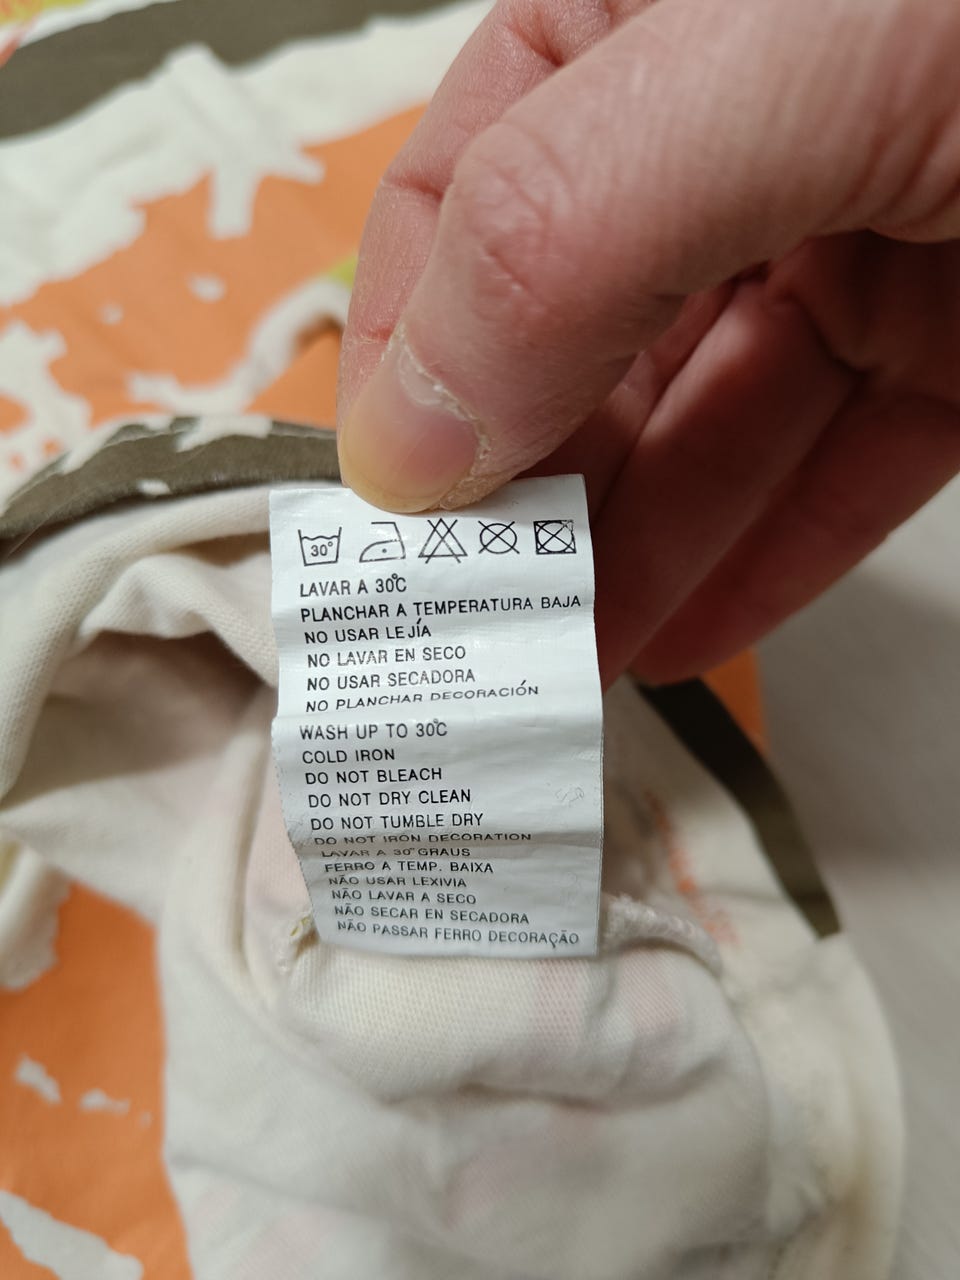 30°
LAVAR A 30°C
PLANCHAR A TEMPERATURA BAJA
NO USAR LEJÍA
NO LAVAR EN SECO
NO USAR SECADORA
NO PLANCHAR DECORACIÓN
WASH UP TO 30°C
COLD IRON
DO NOT BLEACH
DO NOT DRY CLEAN
DO NOT TUMBLE DRY
DO NOT IRON DECORATION
LAVAR A 30° GRAUS
FERRO A TEMP. BAIXA
NÃO USAR LEXIVIA
NÃO LAVAR A SECO
NÃO SECAR EN SECADORA
NÃO PASSAR FERRO DECORAÇÃO